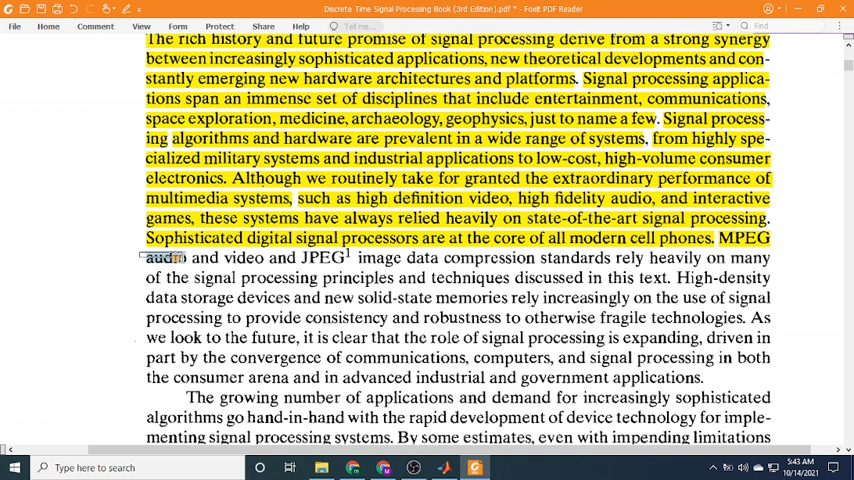 Discrete Time Signal Processing Book (3rd Edition).pdf * - Foxit PDF Reader
File Home Comment View Form Protect Share Help Tell me... Find
The rich history and future promise of signal processing derive from a strong synergy
between increasingly sophisticated applications, new theoretical developments and con-
stantly emerging new hardware architectures and platforms. Signal processing applica-
tions span an immense set of disciplines that include entertainment, communications,
space exploration, medicine, archaeology, geophysics, just to name a few. Signal process-
ing algorithms and hardware are prevalent in a wide range of systems, from highly spe-
cialized military systems and industrial applications to low-cost, high-volume consumer
electronics. Although we routinely take for granted the extraordinary performance of
multimedia systems, such as high definition video, high fidelity audio, and interactive
games, these systems have always relied heavily on state-of-the-art signal processing.
Sophisticated digital signal processors are at the core of all modern cell phones. MPEG
audio and video and JPEG¹ image data compression standards rely heavily on many
of the signal processing principles and techniques discussed in this text. High-density
data storage devices and new solid-state memories rely increasingly on the use of signal
processing to provide consistency and robustness to otherwise fragile technologies. As
we look to the future, it is clear that the role of signal processing is expanding, driven in
part by the convergence of communications, computers, and signal processing in both
the consumer arena and in advanced industrial and government applications.
The growing number of applications and demand for increasingly sophisticated
algorithms go hand-in-hand with the rapid development of device technology for imple-
menting signal processing systems. By some estimates, even with impending limitations
Type here to search
5:43 AM
10/14/2021